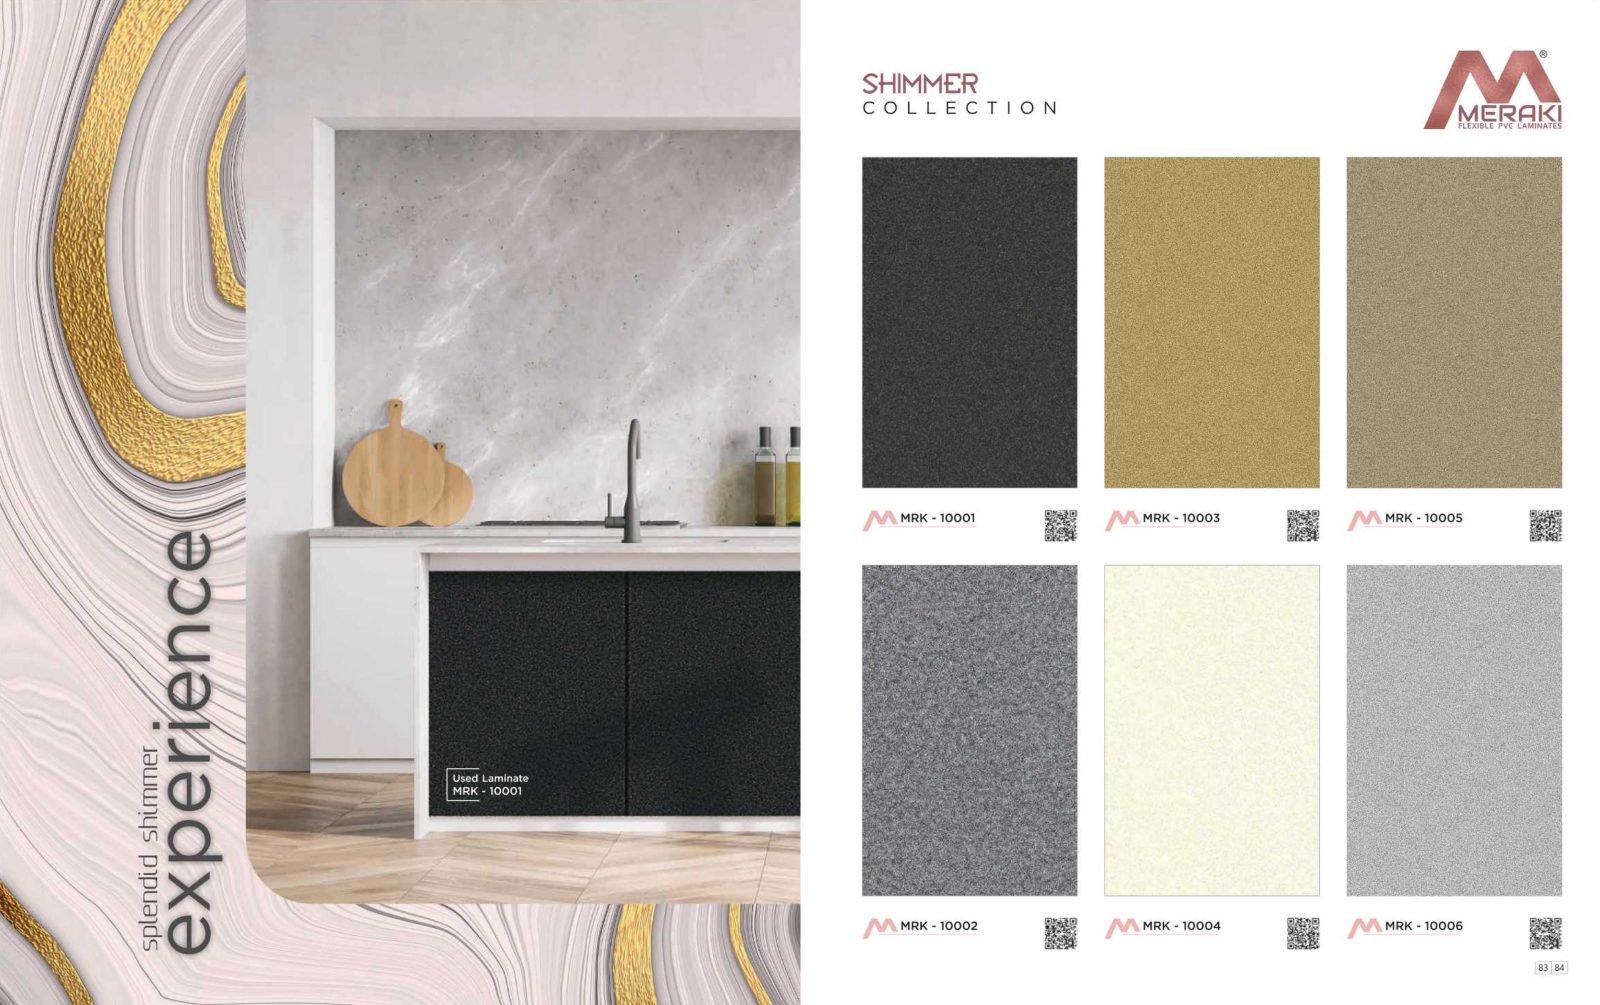 splendid shimmer
experience
Used Laminate
MRK - 10001
SHIMMER
COLLECTION
®
MERAKI
FLEXIBLE PVC LAMINATES
MRK - 10001
MRK - 10003
MRK - 10005
MRK - 10002
MRK - 10004
MRK - 10006
83 84